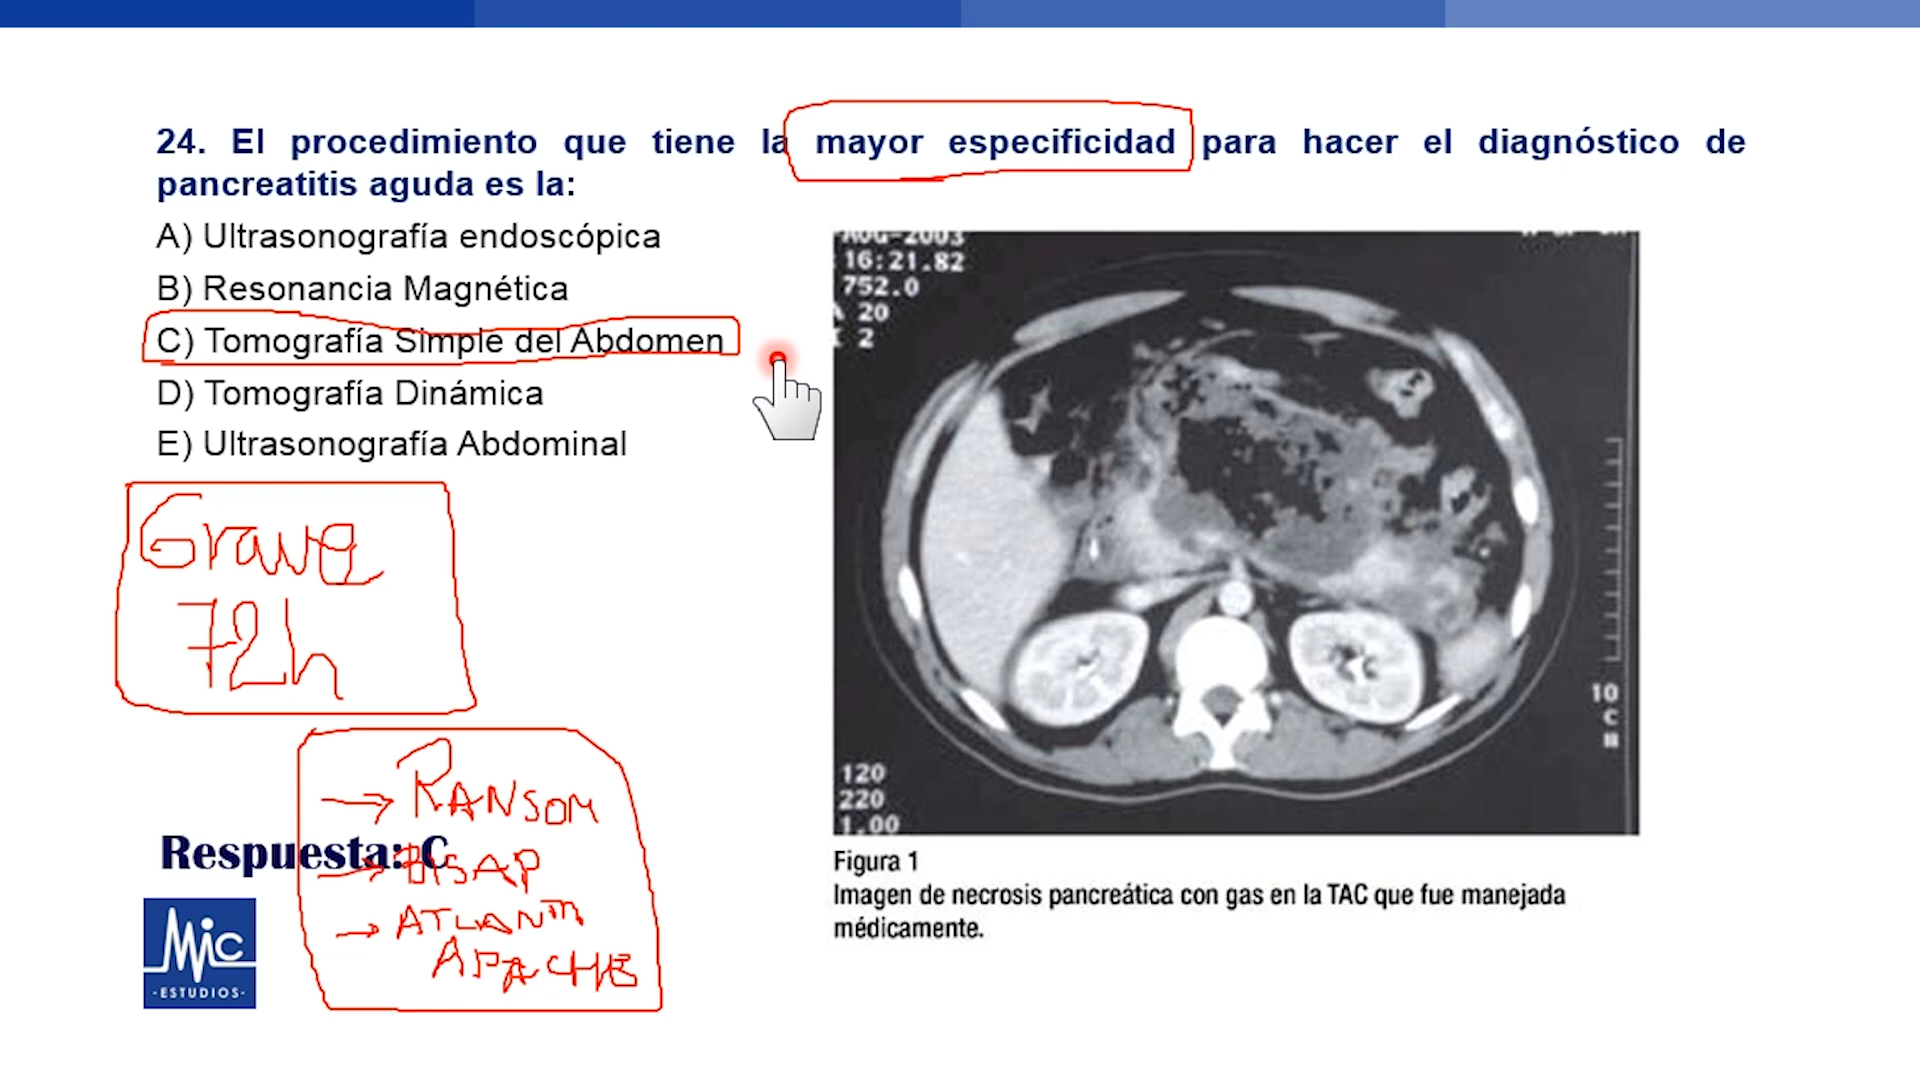 24. El procedimiento que tiene la mayor especificidad para hacer el diagnóstico de
pancreatitis aguda es la:
A) Ultrasonografía endoscópica
B) Resonancia Magnética
C) Tomografía Simple del Abdomen
D) Tomografía Dinámica
E) Ultrasonografía Abdominal
Grave
72h
→ RANSOM
→ BISAP
→ ATLANTA
APACHE
Respuesta: C
MIC
·ESTUDIOS·
AUG-2003
16:21.82
752.0
A 20
2
10
C
120
220
1.00
Figura 1
Imagen de necrosis pancreática con gas en la TAC que fue manejada
médicamente.